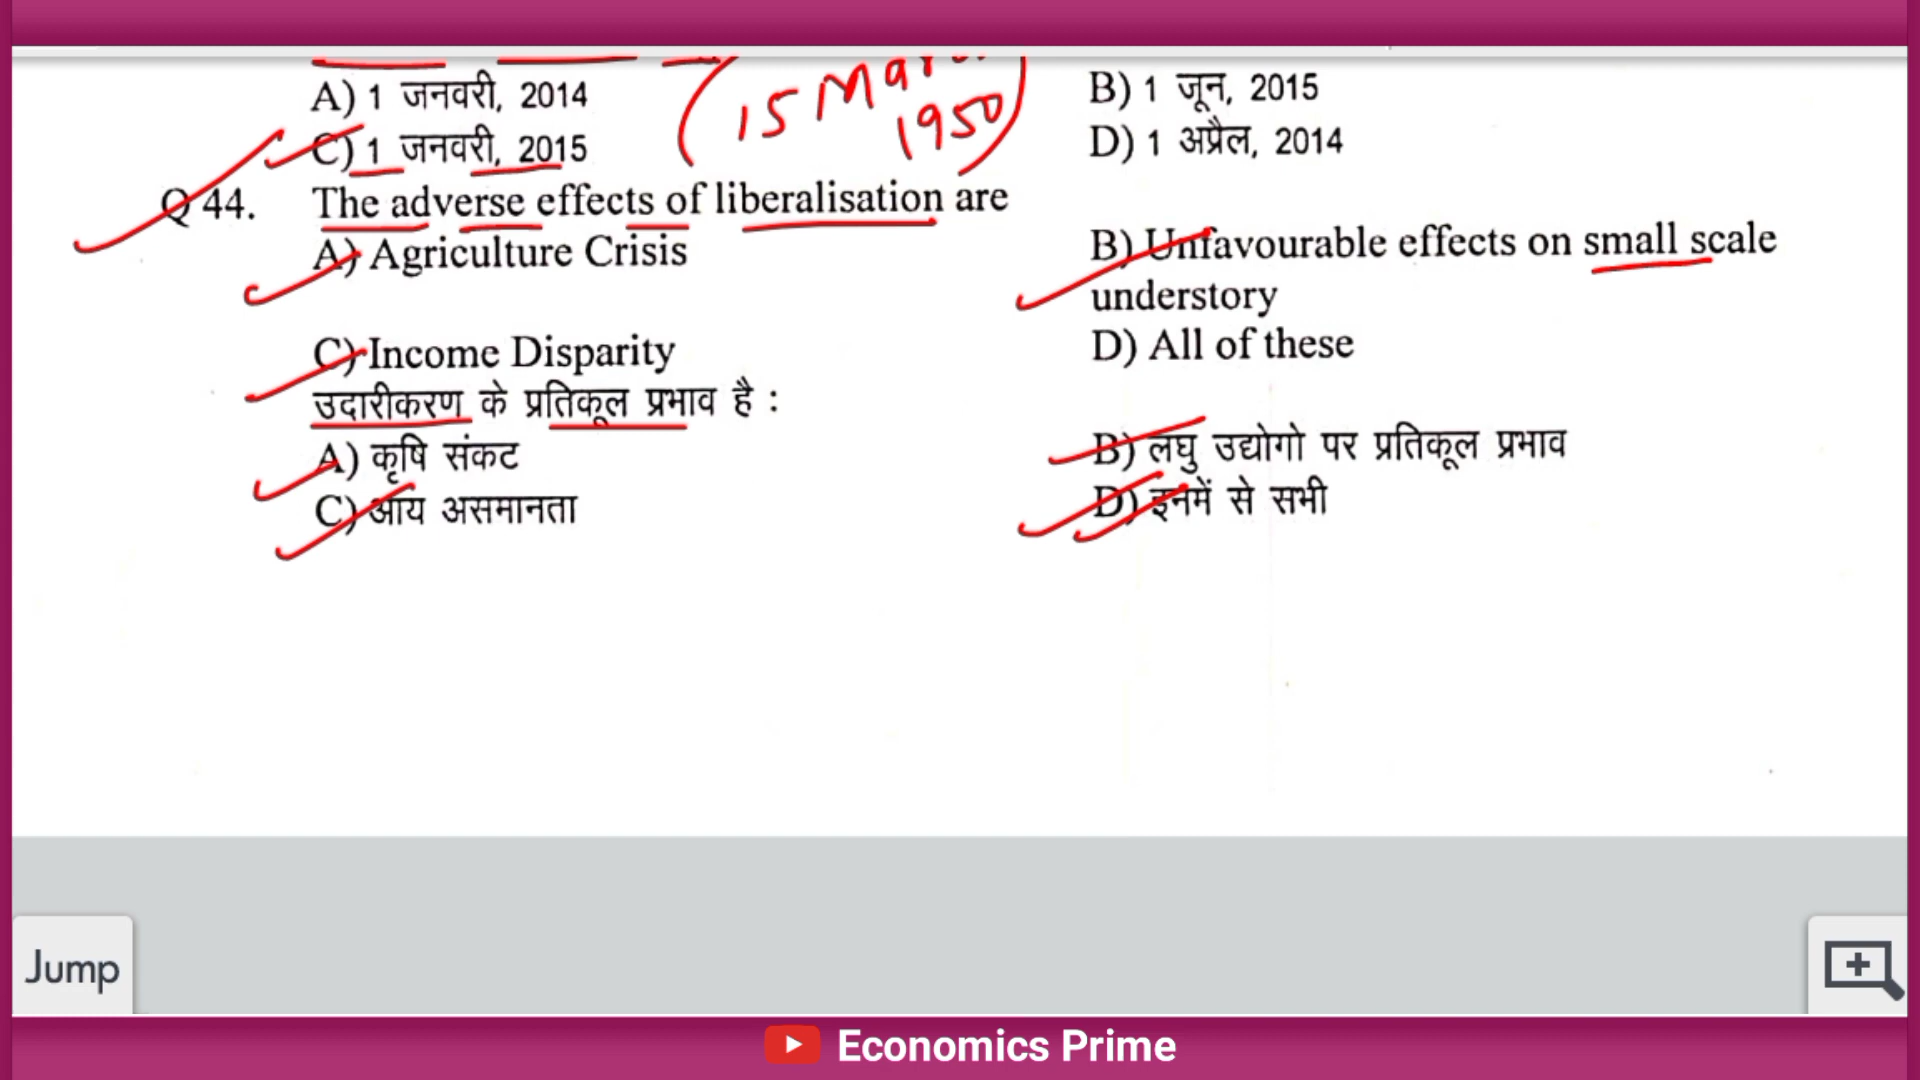 A) 1 जनवरी, 2014
B) 1 जून, 2015
(15 1950)
C) 1 जनवरी, 2015
D) 1 अप्रैल, 2014
Q 44. The adverse effects of liberalisation are
A) Agriculture Crisis
B) Unfavourable effects on small scale
understory
C) Income Disparity
D) All of these
उदारीकरण के प्रतिकूल प्रभाव है :
A) कृषि संकट
B) लघु उद्योगो पर प्रतिकूल प्रभाव
C) आय असमानता
D) इनमें से सभी
Jump
Economics Prime